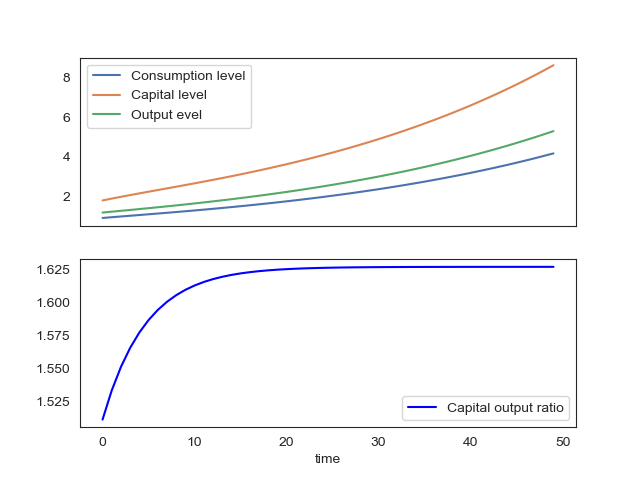 8
6
4
2
Consumption level
Capital level
Output evel
1.625
1.600
1.575
1.550
1.525
Capital output ratio
0 10 20 30 40 50
time